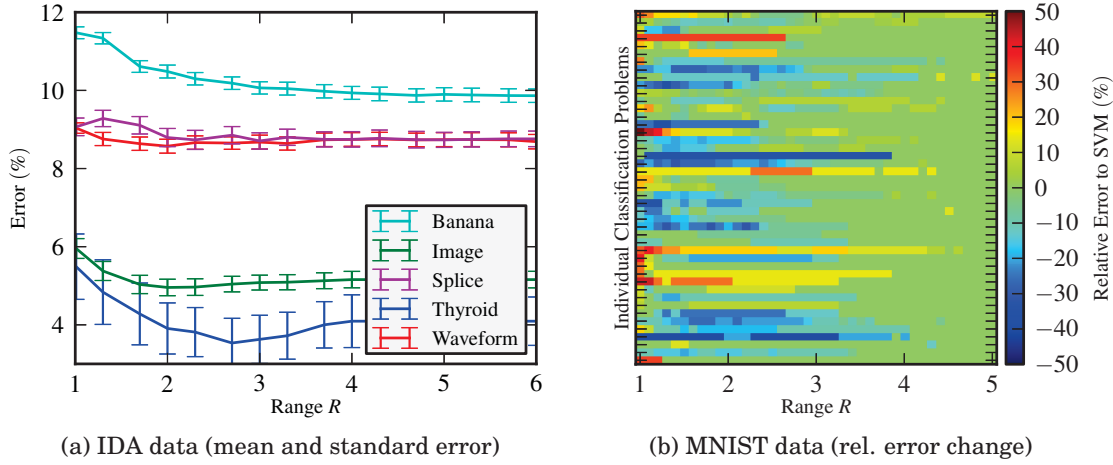 12
10
8
6
4
Error (%)
1 2 3 4 5 6
Range R
Banana
Image
Splice
Thyroid
Waveform
(a) IDA data (mean and standard error)
Individual Classification Problems
1 2 3 4 5
Range R
50
40
30
20
10
0
−10
−20
−30
−40
−50
Relative Error to SVM (%)
(b) MNIST data (rel. error change)